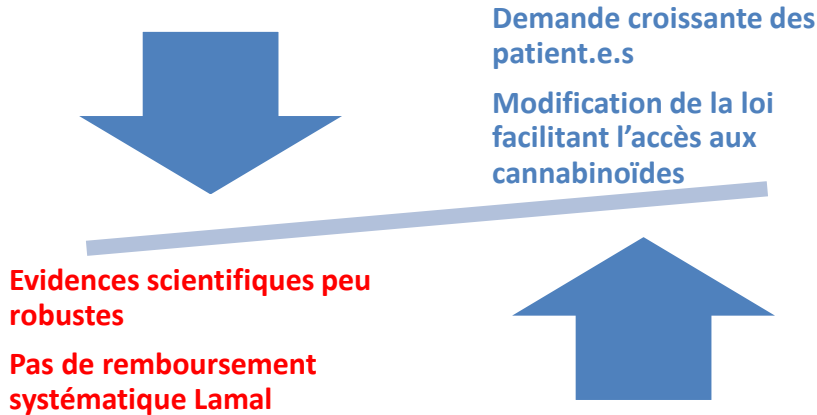 Demande croissante des
patient.e.s
Modification de la loi
facilitant l’accès aux
cannabinoïdes
Evidences scientifiques peu
robustes
Pas de remboursement
systématique Lamal